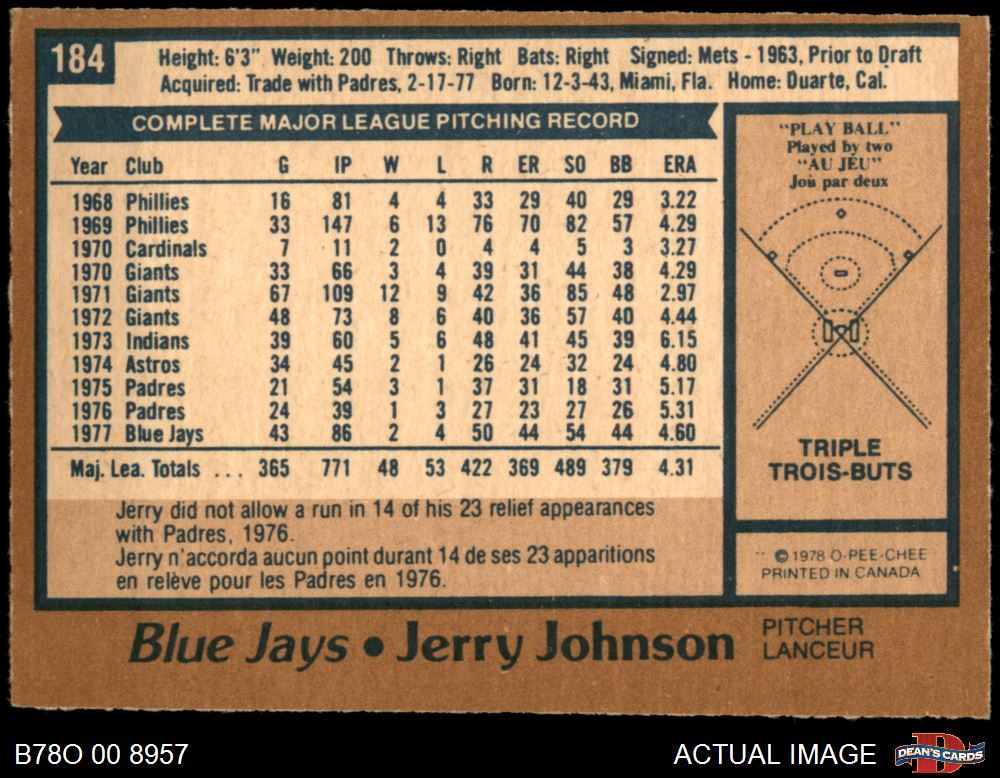 184
Height: 6'3" Weight: 200 Throws: Right Bats: Right Signed: Mets - 1963, Prior to Draft
Acquired: Trade with Padres, 2-17-77 Born: 12-3-43, Miami, Fla. Home: Duarte, Cal.
COMPLETE MAJOR LEAGUE PITCHING RECORD
Year Club G IP W L R ER SO BB ERA
1968 Phillies 16 81 4 4 33 29 40 29 3.22
1969 Phillies 33 147 6 13 76 70 82 57 4.29
1970 Cardinals 7 11 2 0 4 4 5 3 3.27
1970 Giants 33 66 3 4 39 31 44 38 4.29
1971 Giants 67 109 12 9 42 36 85 48 2.97
1972 Giants 48 73 8 6 40 36 57 40 4.44
1973 Indians 39 60 5 6 48 41 45 39 6.15
1974 Astros 34 45 2 1 26 24 32 24 4.80
1975 Padres 21 54 3 1 37 31 18 31 5.17
1976 Padres 24 39 1 3 27 23 27 26 5.31
1977 Blue Jays 43 86 2 4 50 44 54 44 4.60
Maj. Lea. Totals ... 365 771 48 53 422 369 489 379 4.31
Jerry did not allow a run in 14 of his 23 relief appearances
with Padres, 1976.
Jerry n'accorda aucun point durant 14 de ses 23 apparitions
en relève pour les Padres en 1976.
"PLAY BALL"
Played by two
"AU JEU"
Joú par deux
TRIPLE
TROIS-BUTS
© 1978 O-PEE-CHEE
PRINTED IN CANADA
Blue Jays • Jerry Johnson
PITCHER
LANCEUR
B78O 00 8957
ACTUAL IMAGE
DEAN'S CARDS